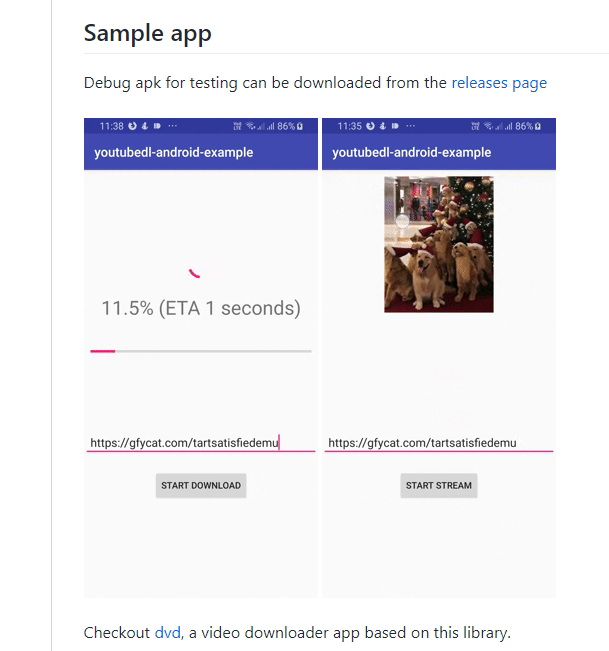 Sample app
Debug apk for testing can be downloaded from the releases page
11:38 86%
youtubedl-android-example
11.5% (ETA 1 seconds)
https://gfycat.com/tartsatisfiedemu
START DOWNLOAD
11:35 86%
youtubedl-android-example
https://gfycat.com/tartsatisfiedemu
START STREAM
Checkout dvd, a video downloader app based on this library.